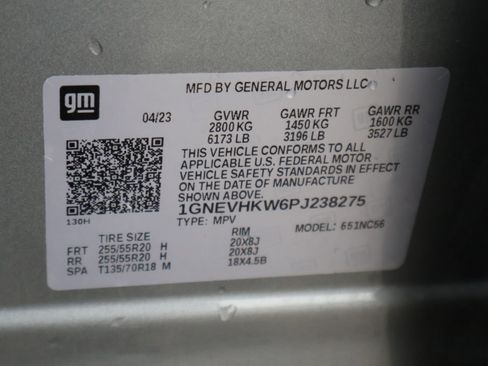 gm
MFD BY GENERAL MOTORS LLC
04/23 GVWR GAWR FRT GAWR RR
2800 KG 1450 KG 1600 KG
6173 LB 3196 LB 3527 LB
THIS VEHICLE CONFORMS TO ALL
APPLICABLE U.S. FEDERAL MOTOR
VEHICLE SAFETY STANDARDS IN EFFECT
ON THE DATE OF MANUFACTURE
SHOWN ABOVE.
1GNEVHKW6PJ238275
130H TYPE: MPV MODEL: 651NC56
TIRE SIZE RIM
FRT 255/55R20 H 20X8J
RR 255/55R20 H 20X8J
SPA T135/70R18 M 18X4.5B